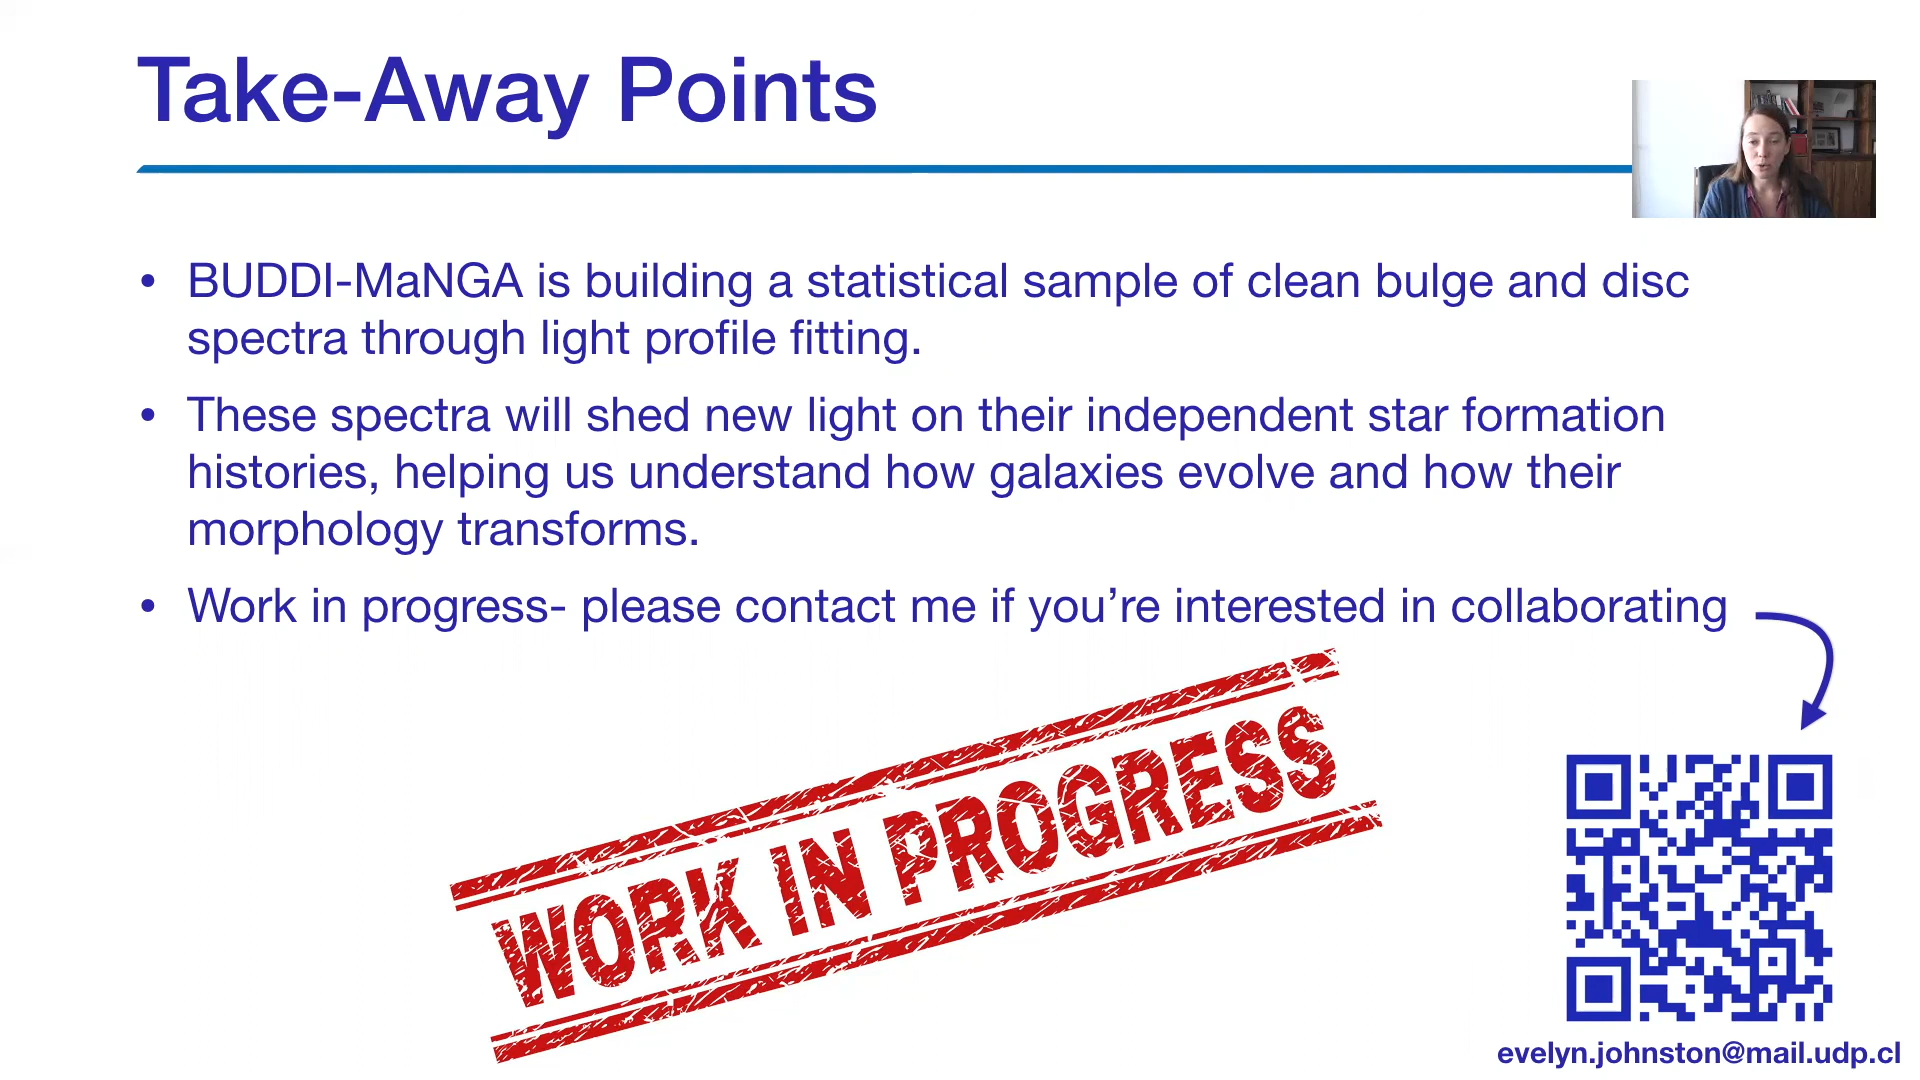 Take-Away Points
• BUDDI-MaNGA is building a statistical sample of clean bulge and disc
spectra through light profile fitting.
• These spectra will shed new light on their independent star formation
histories, helping us understand how galaxies evolve and how their
morphology transforms.
• Work in progress- please contact me if you’re interested in collaborating
WORK IN PROGRESS
evelyn.johnston@mail.udp.cl